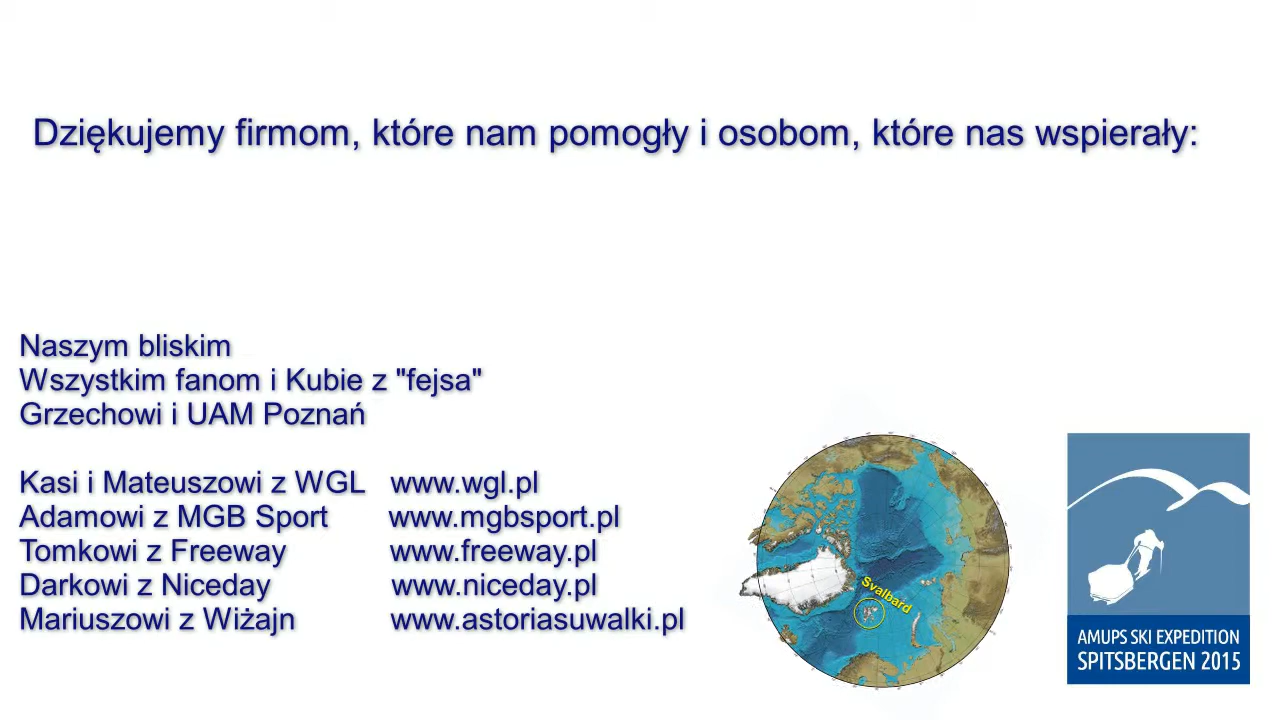 Dziękujemy firmom, które nam pomogły i osobom, które nas wspierały:
Naszym bliskim
Wszystkim fanom i Kubie z "fejsa"
Grzechowi i UAM Poznań
Kasi i Mateuszowi z WGL www.wgl.pl
Adamowi z MGB Sport www.mgbsport.pl
Tomkowi z Freeway www.freeway.pl
Darkowi z Niceday www.niceday.pl
Mariuszowi z Wiżajn www.astoriasuwalki.pl
Svalbard
AMUPS SKI EXPEDITION
SPITSBERGEN 2015